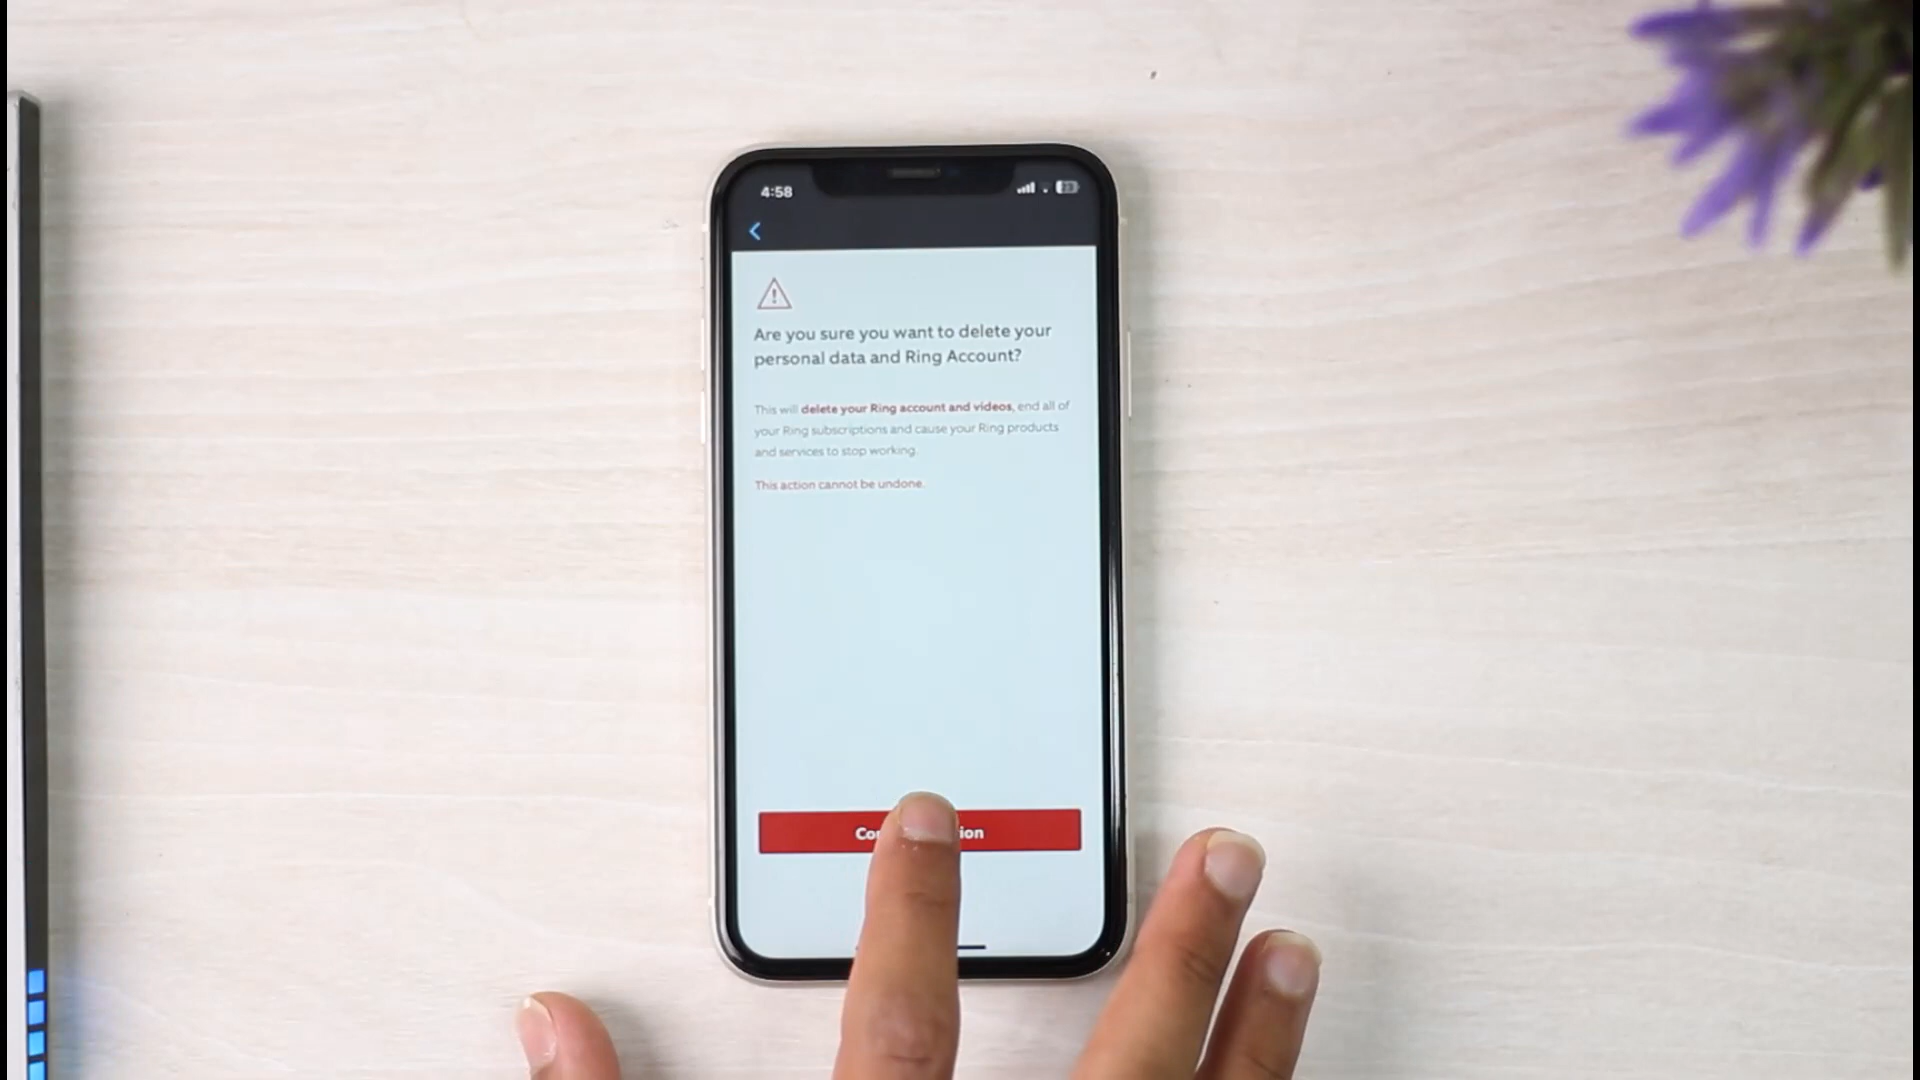 4:58
23
Are you sure you want to delete your
personal data and Ring Account?
This will delete your Ring account and videos, end all of
your Ring subscriptions and cause your Ring products
and services to stop working.
This action cannot be undone.